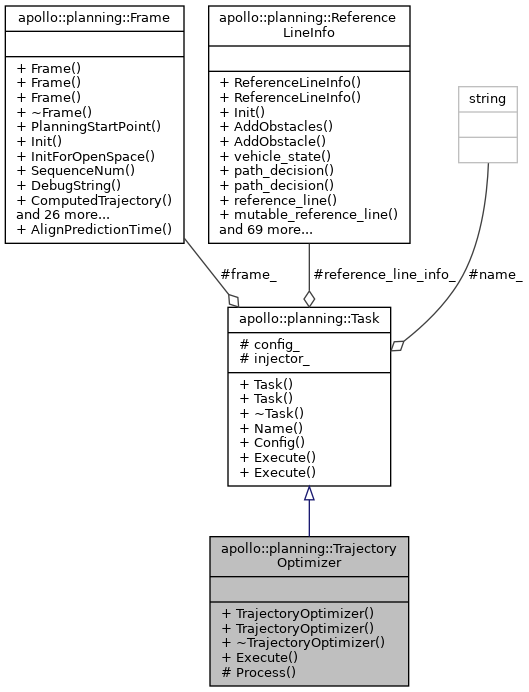 apollo::planning::Frame
+ Frame()
+ Frame()
+ Frame()
+ ~Frame()
+ PlanningStartPoint()
+ Init()
+ InitForOpenSpace()
+ SequenceNum()
+ DebugString()
+ ComputedTrajectory()
and 26 more...
+ AlignPredictionTime()
apollo::planning::Reference
LineInfo
+ ReferenceLineInfo()
+ ReferenceLineInfo()
+ Init()
+ AddObstacles()
+ AddObstacle()
+ vehicle_state()
+ path_decision()
+ path_decision()
+ reference_line()
+ mutable_reference_line()
and 69 more...
string
#frame_
#reference_line_info_
#name_
apollo::planning::Task
# config_
# injector_
+ Task()
+ Task()
+ ~Task()
+ Name()
+ Config()
+ Execute()
+ Execute()
apollo::planning::Trajectory
Optimizer
+ TrajectoryOptimizer()
+ TrajectoryOptimizer()
+ ~TrajectoryOptimizer()
+ Execute()
# Process()